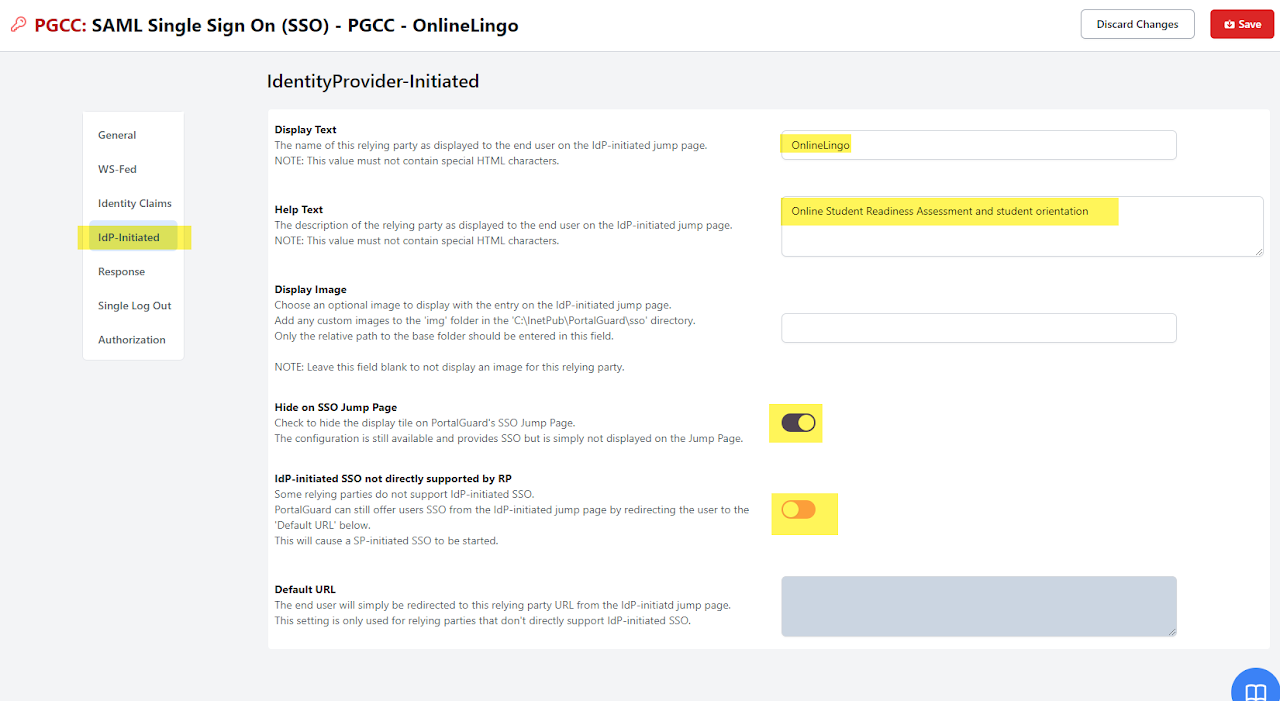 PGCC: SAML Single Sign On (SSO) - PGCC - OnlineLingo
Discard Changes
Save
IdentityProvider-Initiated
General
WS-Fed
Identity Claims
IdP-Initiated
Response
Single Log Out
Authorization
Display Text
The name of this relying party as displayed to the end user on the IdP-initiated jump page.
NOTE: This value must not contain special HTML characters.
OnlineLingo
Help Text
The description of the relying party as displayed to the end user on the IdP-initiated jump page.
NOTE: This value must not contain special HTML characters.
Online Student Readiness Assessment and student orientation
Display Image
Choose an optional image to display with the entry on the IdP-initiated jump page.
Add any custom images to the 'img' folder in the 'C:\InetPub\PortalGuard\sso' directory.
Only the relative path to the base folder should be entered in this field.
NOTE: Leave this field blank to not display an image for this relying party.
Hide on SSO Jump Page
Check to hide the display tile on PortalGuard's SSO Jump Page.
The configuration is still available and provides SSO but is simply not displayed on the Jump Page.
IdP-initiated SSO not directly supported by RP
Some relying parties do not support IdP-initiated SSO.
PortalGuard can still offer users SSO from the IdP-initiated jump page by redirecting the user to the
'Default URL' below.
This will cause a SP-initiated SSO to be started.
Default URL
The end user will simply be redirected to this relying party URL from the IdP-initiatd jump page.
This setting is only used for relying parties that don't directly support IdP-initiated SSO.